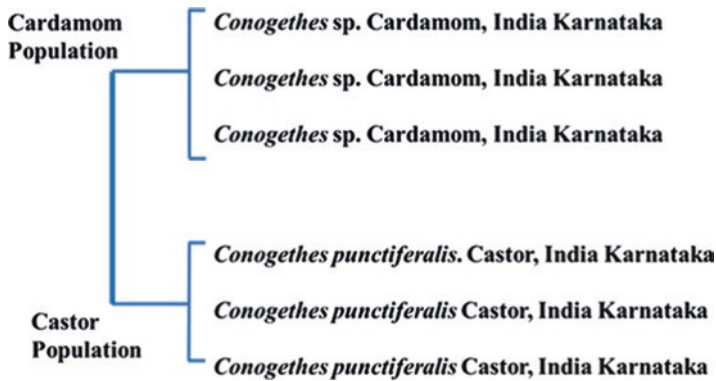 Cardamom
Population
Conogethes sp. Cardamom, India Karnataka
Conogethes sp. Cardamom, India Karnataka
Conogethes sp. Cardamom, India Karnataka
Conogethes punctiferalis. Castor, India Karnataka
Conogethes punctiferalis Castor, India Karnataka
Conogethes punctiferalis Castor, India Karnataka
Castor
Population